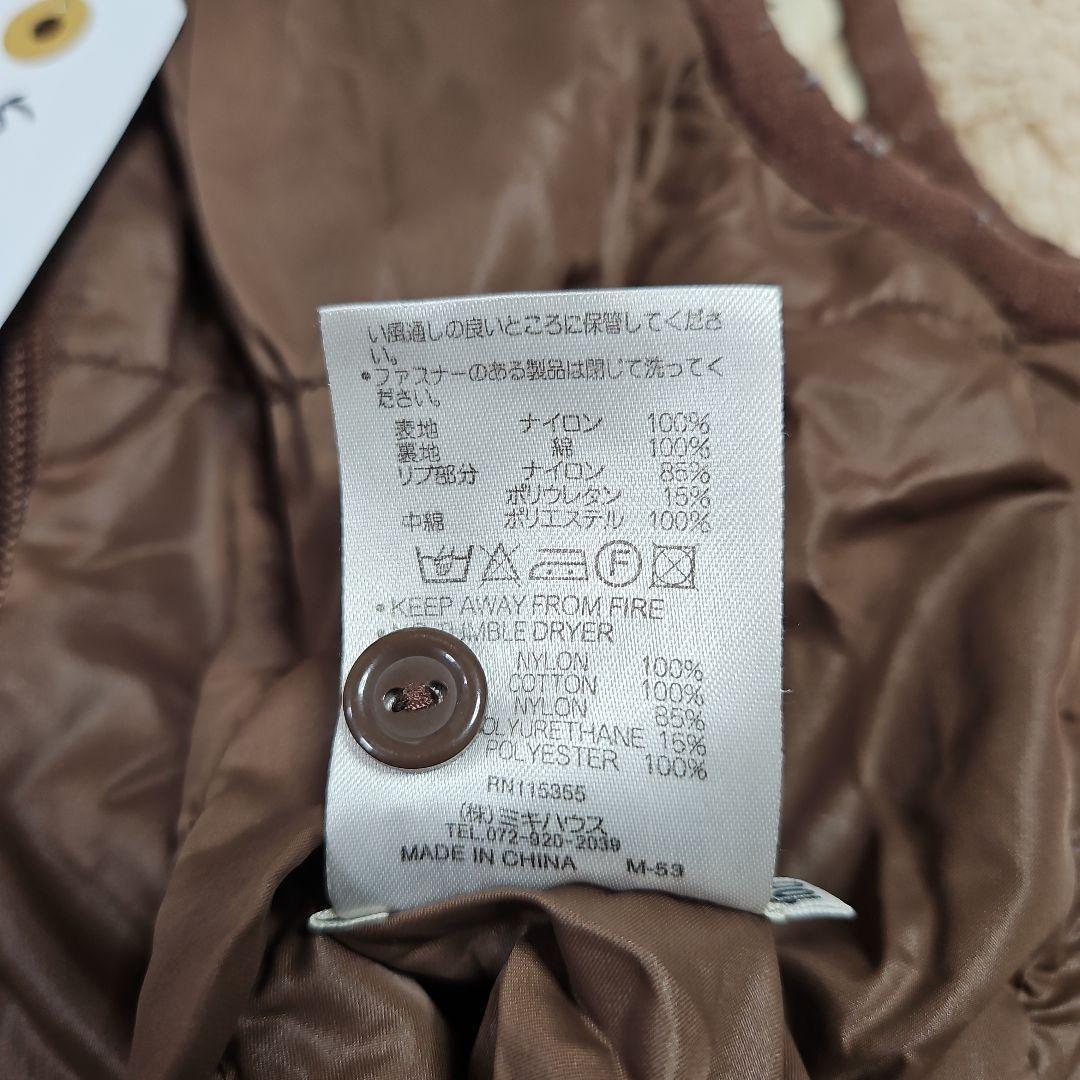 い風通しの良いところに保管してくださ
い。
•ファスナーのある製品は閉じて洗ってく
ださい。
表地 ナイロン 100%
裏地 綿 100%
リブ部分 ナイロン 85%
ポリウレタン 15%
中綿 ポリエステル 100%
F
•KEEP AWAY FROM FIRE
DRYER
NYLON 100%
COTTON 100%
NYLON 85%
OLYURETHANE 15%
POLYESTER 100%
RN115355
(株)ミキハウス
TEL.072-920-2039
MADE IN CHINA M-53